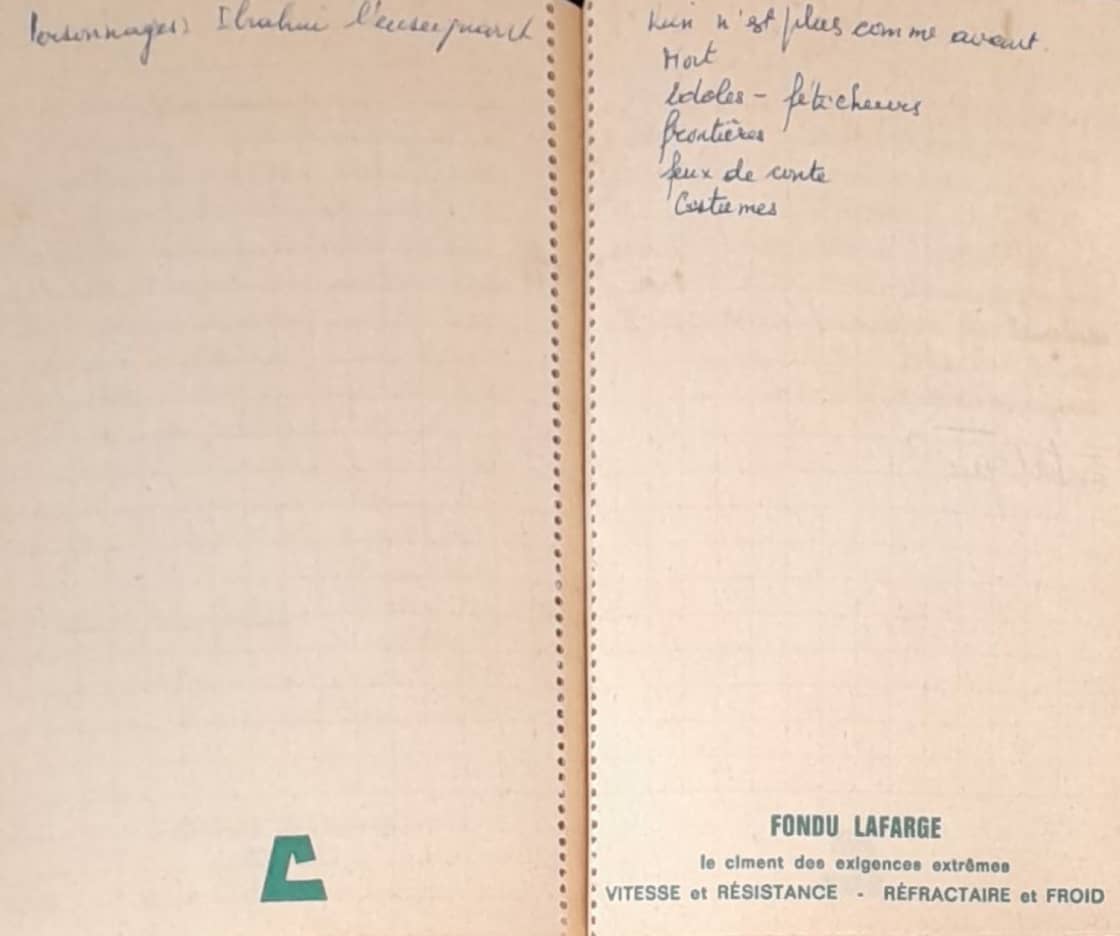 Personnages: Ibrahim l'enseignant
n'est plus comme avant.
Mort
Idoles - féticheurs
frontières
feux de conte
Costumes
FONDU LAFARGE
le ciment des exigences extrêmes
VITESSE et RÉSISTANCE - RÉFRACTAIRE et FROID